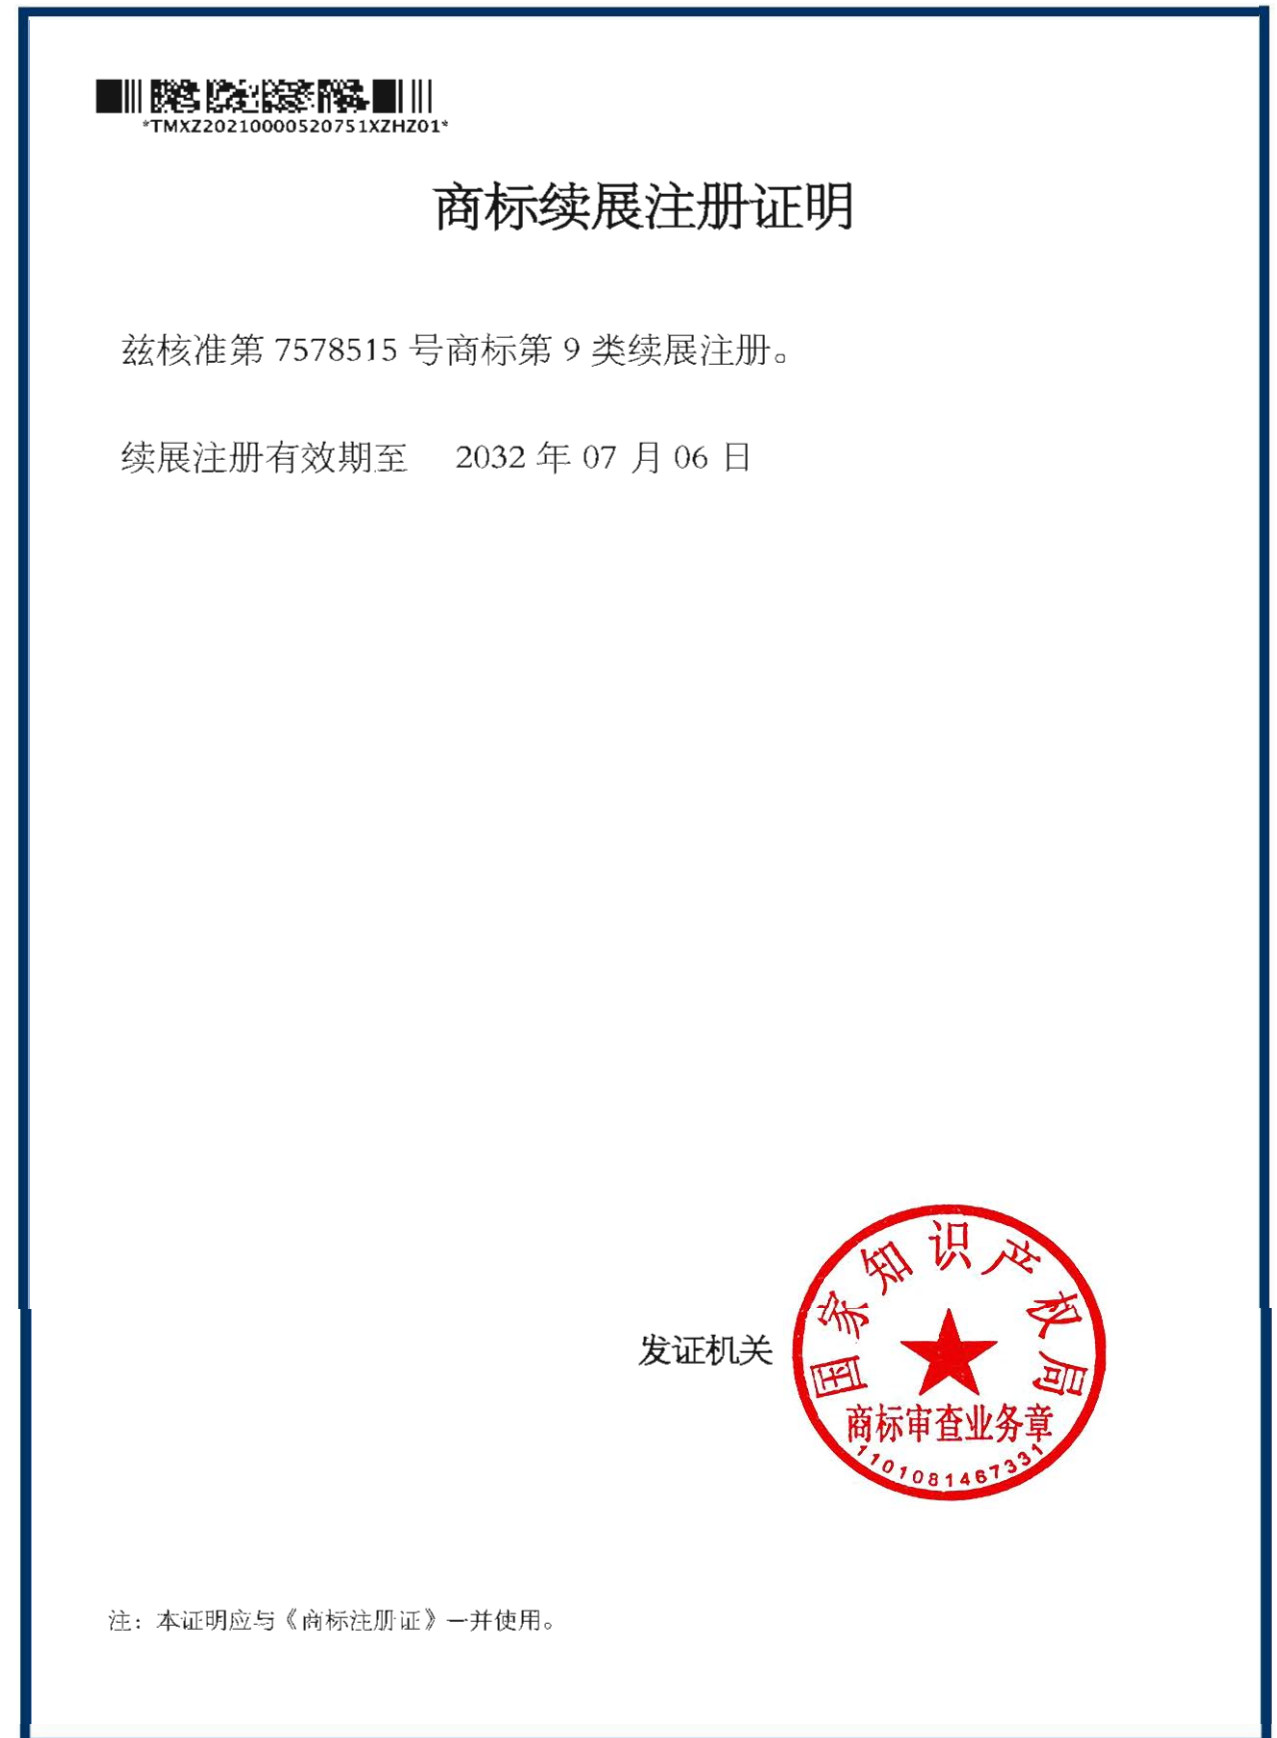 *TMXZ202100000520751XZHZ01*
商标续展注册证明
兹核准第 7578515 号商标第 9 类续展注册。
续展注册有效期至 2032 年 07 月 06 日
发证机关
国家知识产权局
商标审查业务章
1101081467331
注：本证明应与《商标注册证》一并使用。